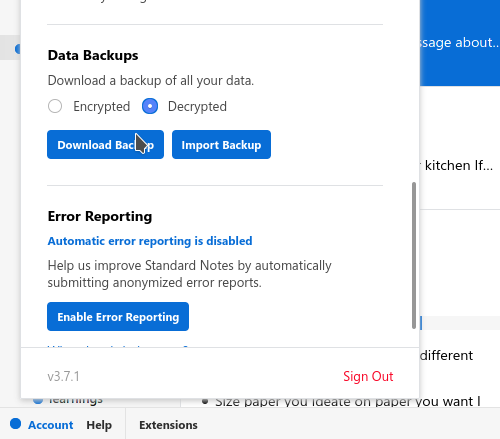 Data Backups
Download a backup of all your data.
Encrypted Decrypted
Download Backup Import Backup
Error Reporting
Automatic error reporting is disabled
Help us improve Standard Notes by automatically
submitting anonymized error reports.
Enable Error Reporting
v3.7.1 Sign Out
ssage about...
kitchen If...
different
learnings
Size paper you ideate on paper you want I
Account Help Extensions